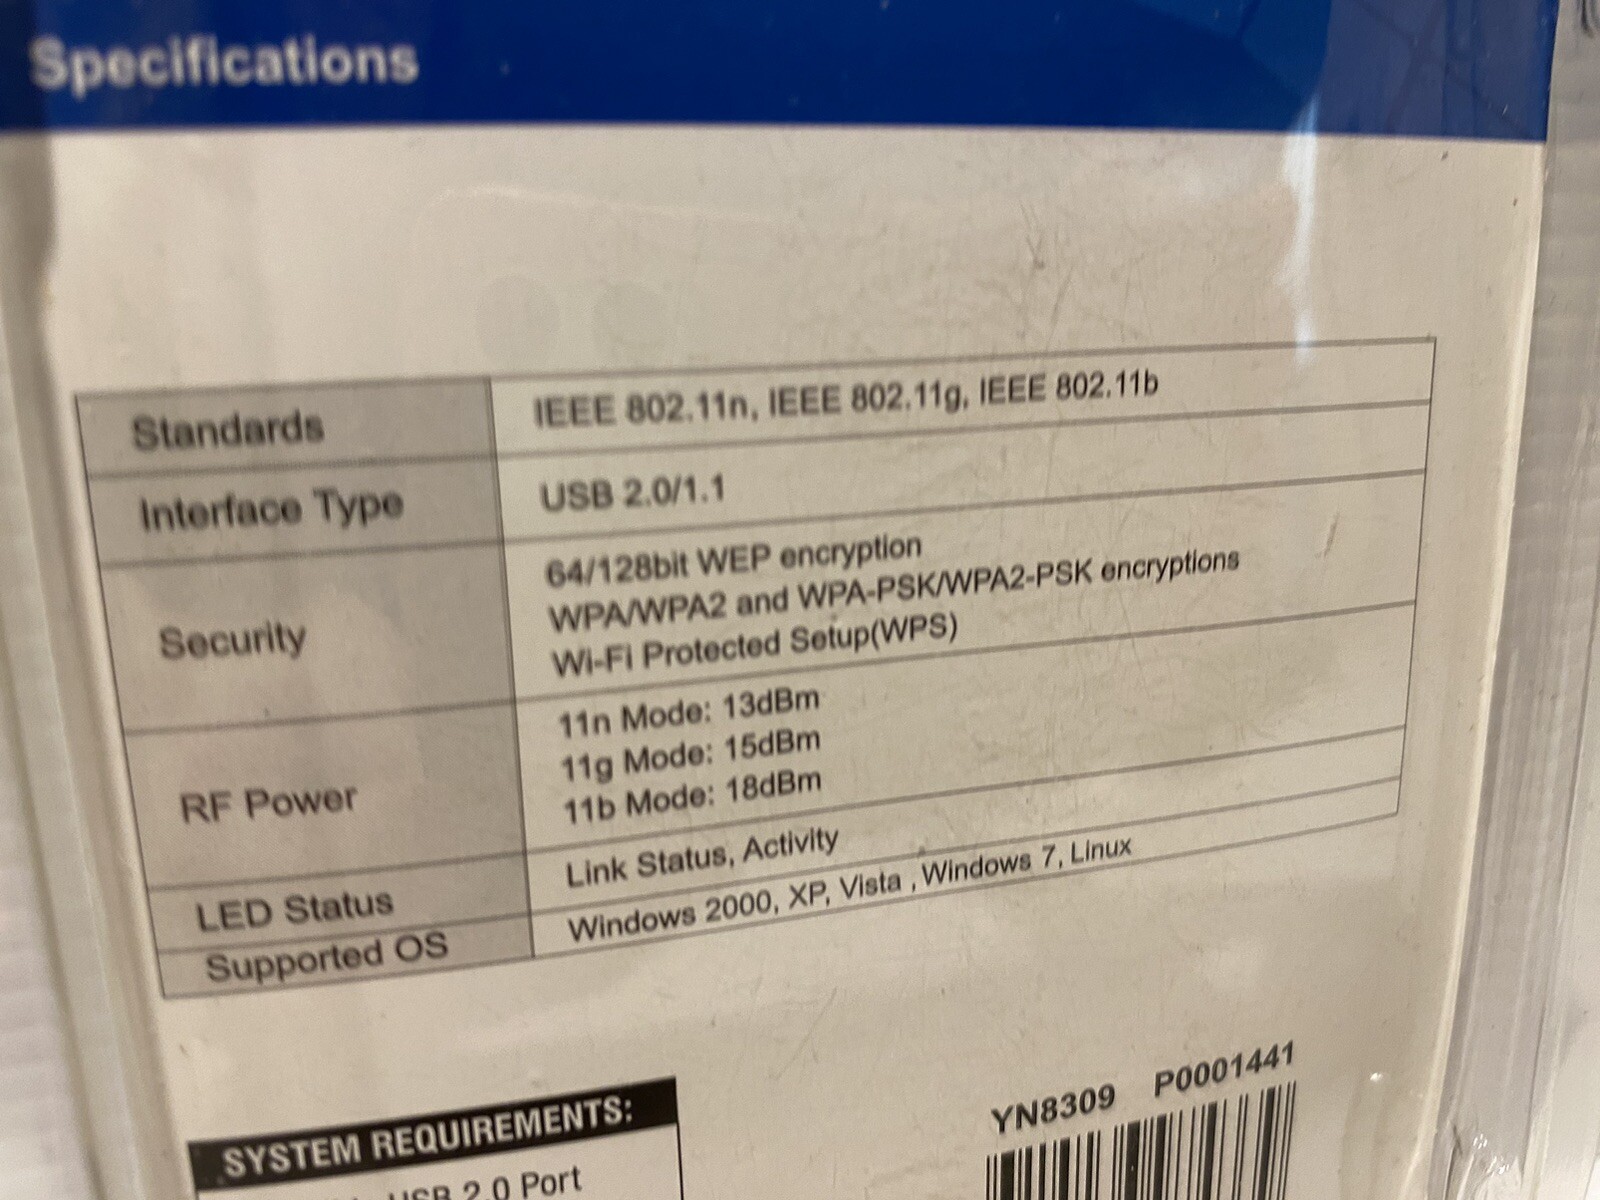 Specifications
Standards IEEE 802.11n, IEEE 802.11g, IEEE 802.11b
Interface Type USB 2.0/1.1
Security 64/128bit WEP encryption
WPA/WPA2 and WPA-PSK/WPA2-PSK encryptions
Wi-Fi Protected Setup(WPS)
RF Power 11n Mode: 13dBm
11g Mode: 15dBm
11b Mode: 18dBm
LED Status Link Status, Activity
Supported OS Windows 2000, XP, Vista , Windows 7, Linux
YN8309 P0001441
SYSTEM REQUIREMENTS:
USB 2.0 Port